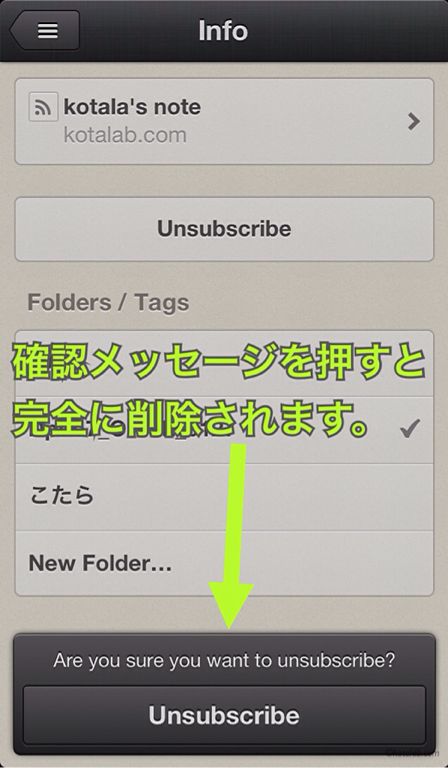 Info
kotala's note
kotalab.com
Unsubscribe
Folders / Tags
確認メッセージを押すと
完全に削除されます。
こたら
New Folder...
Are you sure you want to unsubscribe?
Unsubscribe